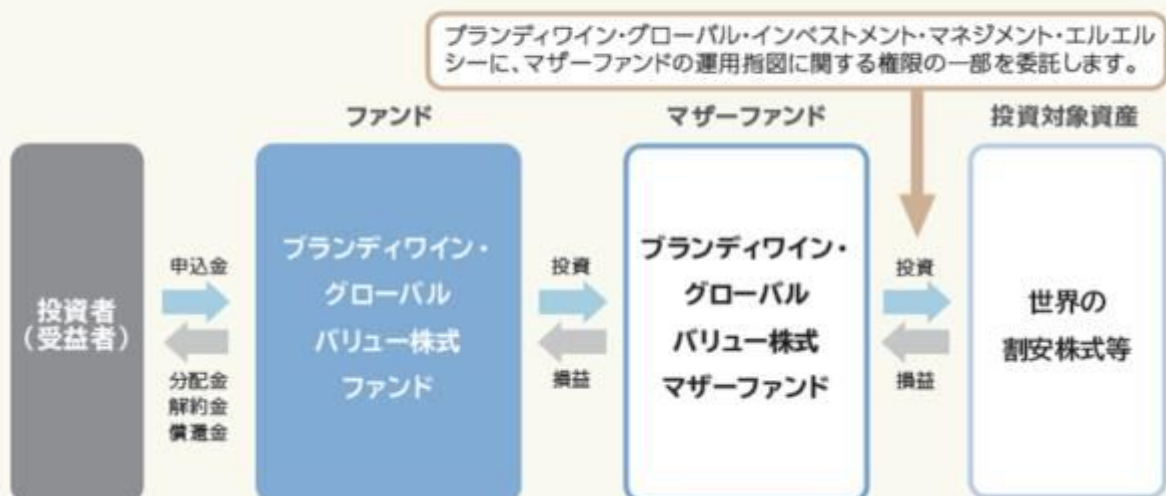 ブランディワイン・グローバル・インベストメント・マネジメント・エルエル
シーに、マザーファンドの運用指図に関する権限の一部を委託します。
ファンド
マザーファンド
投資対象資産
投資者
（受益者）
申込金
分配金
解約金
償還金
ブランディワイン・
グローバル
バリュー株式
ファンド
投資
損益
ブランディワイン・
グローバル
バリュー株式
マザーファンド
投資
損益
世界の
割安株式等